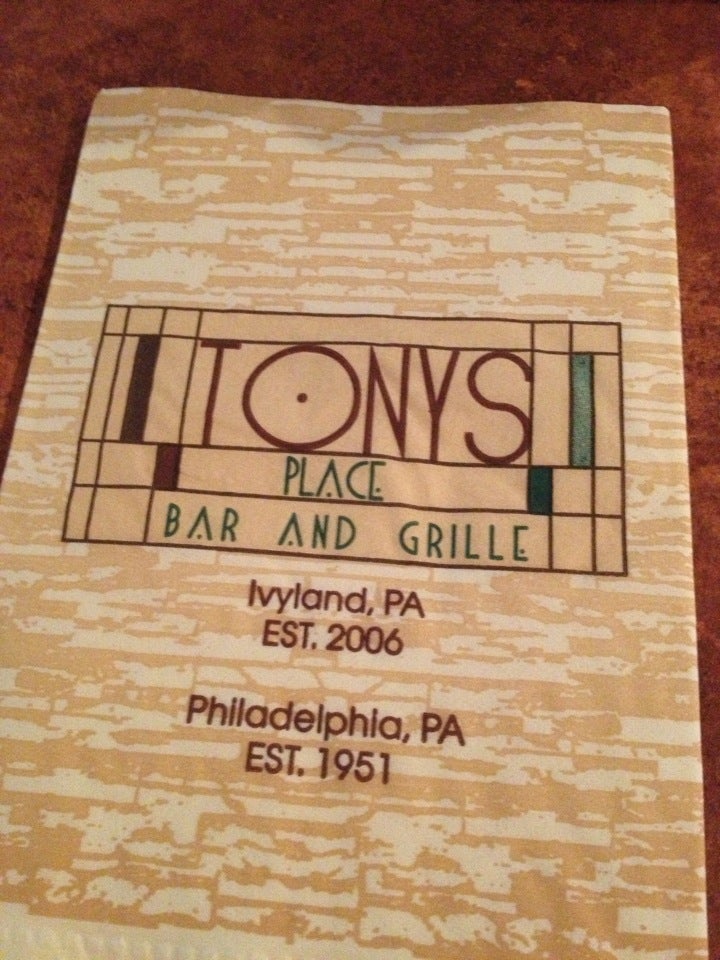 TONYS
PLACE
BAR AND GRILLE
Ivyland, PA
EST. 2006
Philadelphia, PA
EST. 1951